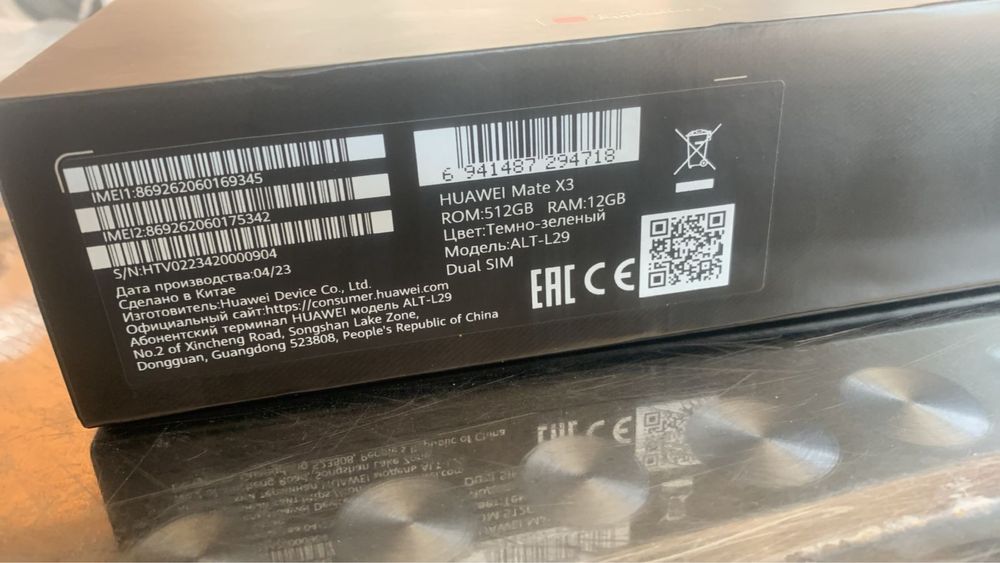 IMEI1:869262060169345
IMEI2:869262060175342
S/N:HTV0223420000904
Дата производства:04/23
Сделано в Китае
Изготовитель:Huawei Device Co., Ltd.
Официальный сайт:https://consumer.huawei.com
Абонентский терминал HUAWEI модель ALT-L29
No.2 of Xincheng Road, Songshan Lake Zone,
Dongguan, Guangdong 523808, People's Republic of China
6 941487 294718
HUAWEI Mate X3
ROM:512GB RAM:12GB
Цвет:Темно-зеленый
Модель:ALT-L29
Dual SIM
EAC CE